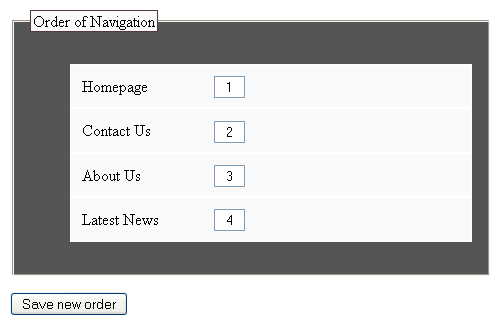 Order of Navigation
Homepage 1
Contact Us 2
About Us 3
Latest News 4
Save new order